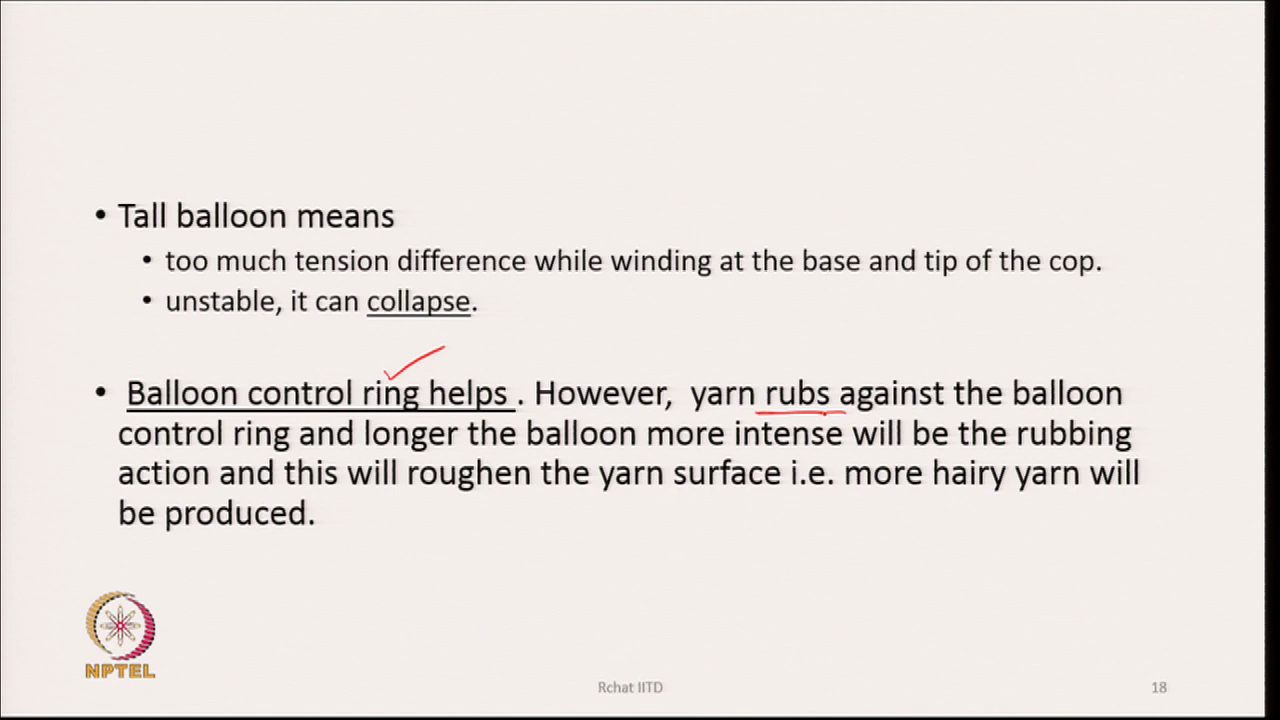 • Tall balloon means
• too much tension difference while winding at the base and tip of the cop.
• unstable, it can collapse.
• Balloon control ring helps . However, yarn rubs against the balloon
control ring and longer the balloon more intense will be the rubbing
action and this will roughen the yarn surface i.e. more hairy yarn will
be produced.
NPTEL
Rchat IITD
18